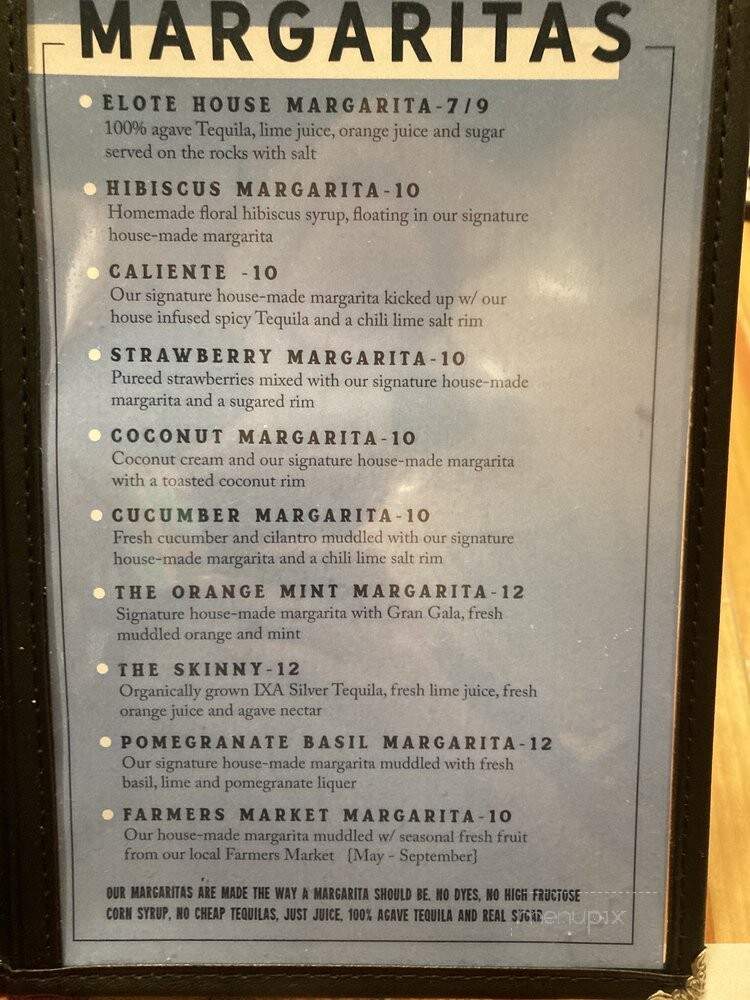 MARGARITAS
ELOTE HOUSE MARGARITA-7/9
100% agave Tequila, lime juice, orange juice and sugar
served on the rocks with salt
HIBISCUS MARGARITA-10
Homemade floral hibiscus syrup, floating in our signature
house-made margarita
CALIENTE -10
Our signature house-made margarita kicked up w/ our
house infused spicy Tequila and a chili lime salt rim
STRAWBERRY MARGARITA-10
Pureed strawberries mixed with our signature house-made
margarita and a sugared rim
COCONUT MARGARITA-10
Coconut cream and our signature house-made margarita
with a toasted coconut rim
CUCUMBER MARGARITA-10
Fresh cucumber and cilantro muddled with our signature
house-made margarita and a chili lime salt rim
THE ORANGE MINT MARGARITA-12
Signature house-made margarita with Gran Gala, fresh
muddled orange and mint
THE SKINNY-12
Organically grown IXA Silver Tequila, fresh lime juice, fresh
orange juice and agave nectar
POMEGRANATE BASIL MARGARITA-12
Our signature house-made margarita muddled with fresh
basil, lime and pomegranate liquer
FARMERS MARKET MARGARITA-10
Our house-made margarita muddled w/ seasonal fresh fruit
from our local Farmers Market {May - September}
OUR MARGARITAS ARE MADE THE WAY A MARGARITA SHOULD BE. NO DYES, NO HIGH FRUCTOSE
CORN SYRUP, NO CHEAP TEQUILAS, JUST JUICE, 100% AGAVE TEQUILA AND REAL SUGAR
menupix